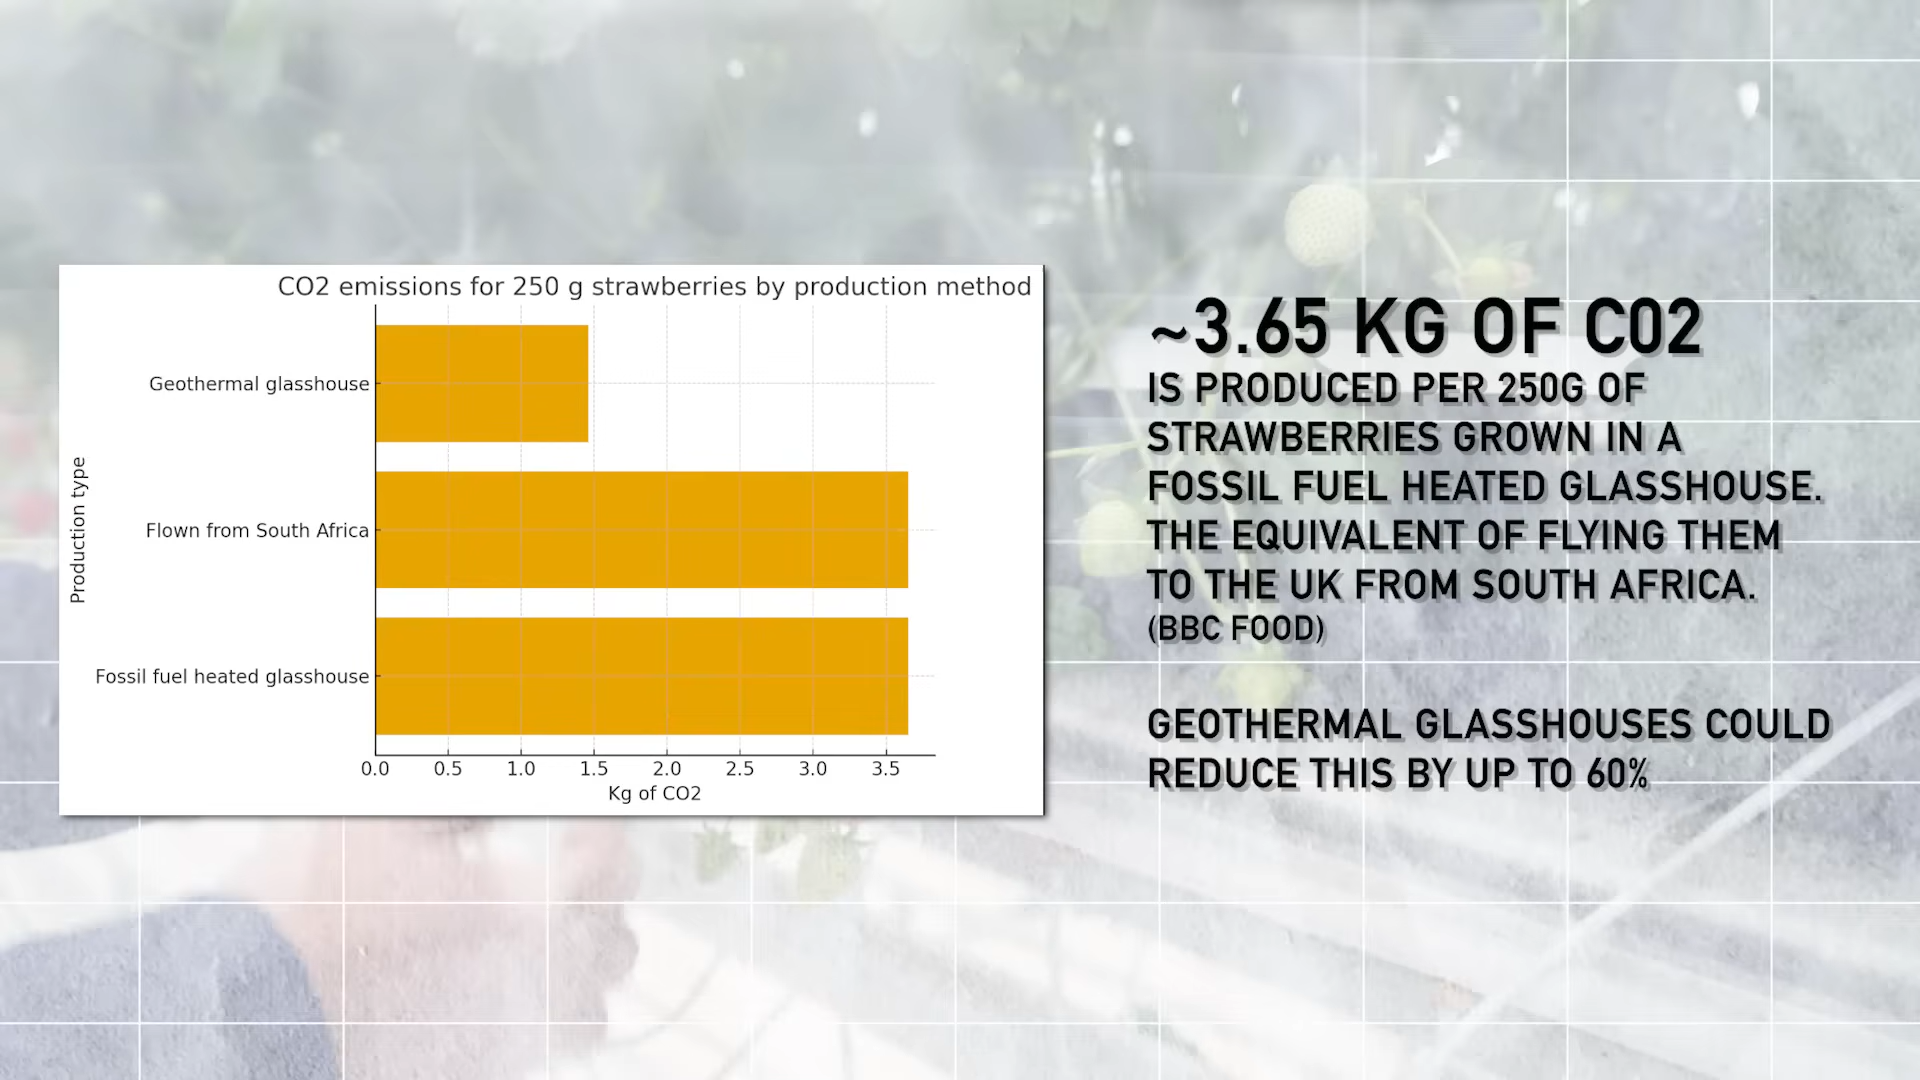 CO2 emissions for 250 g strawberries by production method
Production type
Geothermal glasshouse
Flown from South Africa
Fossil fuel heated glasshouse
0.0 0.5 1.0 1.5 2.0 2.5 3.0 3.5
Kg of CO2
~3.65 KG OF C02
IS PRODUCED PER 250G OF
STRAWBERRIES GROWN IN A
FOSSIL FUEL HEATED GLASSHOUSE.
THE EQUIVALENT OF FLYING THEM
TO THE UK FROM SOUTH AFRICA.
(BBC FOOD)
GEOTHERMAL GLASSHOUSES COULD
REDUCE THIS BY UP TO 60%